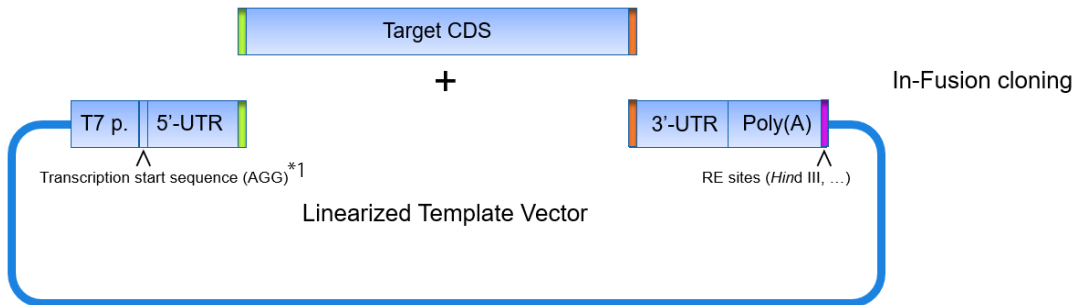 Target CDS
+
In-Fusion cloning
T7 p.
5’-UTR
3’-UTR
Poly(A)
Transcription start sequence (AGG)*1
RE sites (Hind III, ...)
Linearized Template Vector